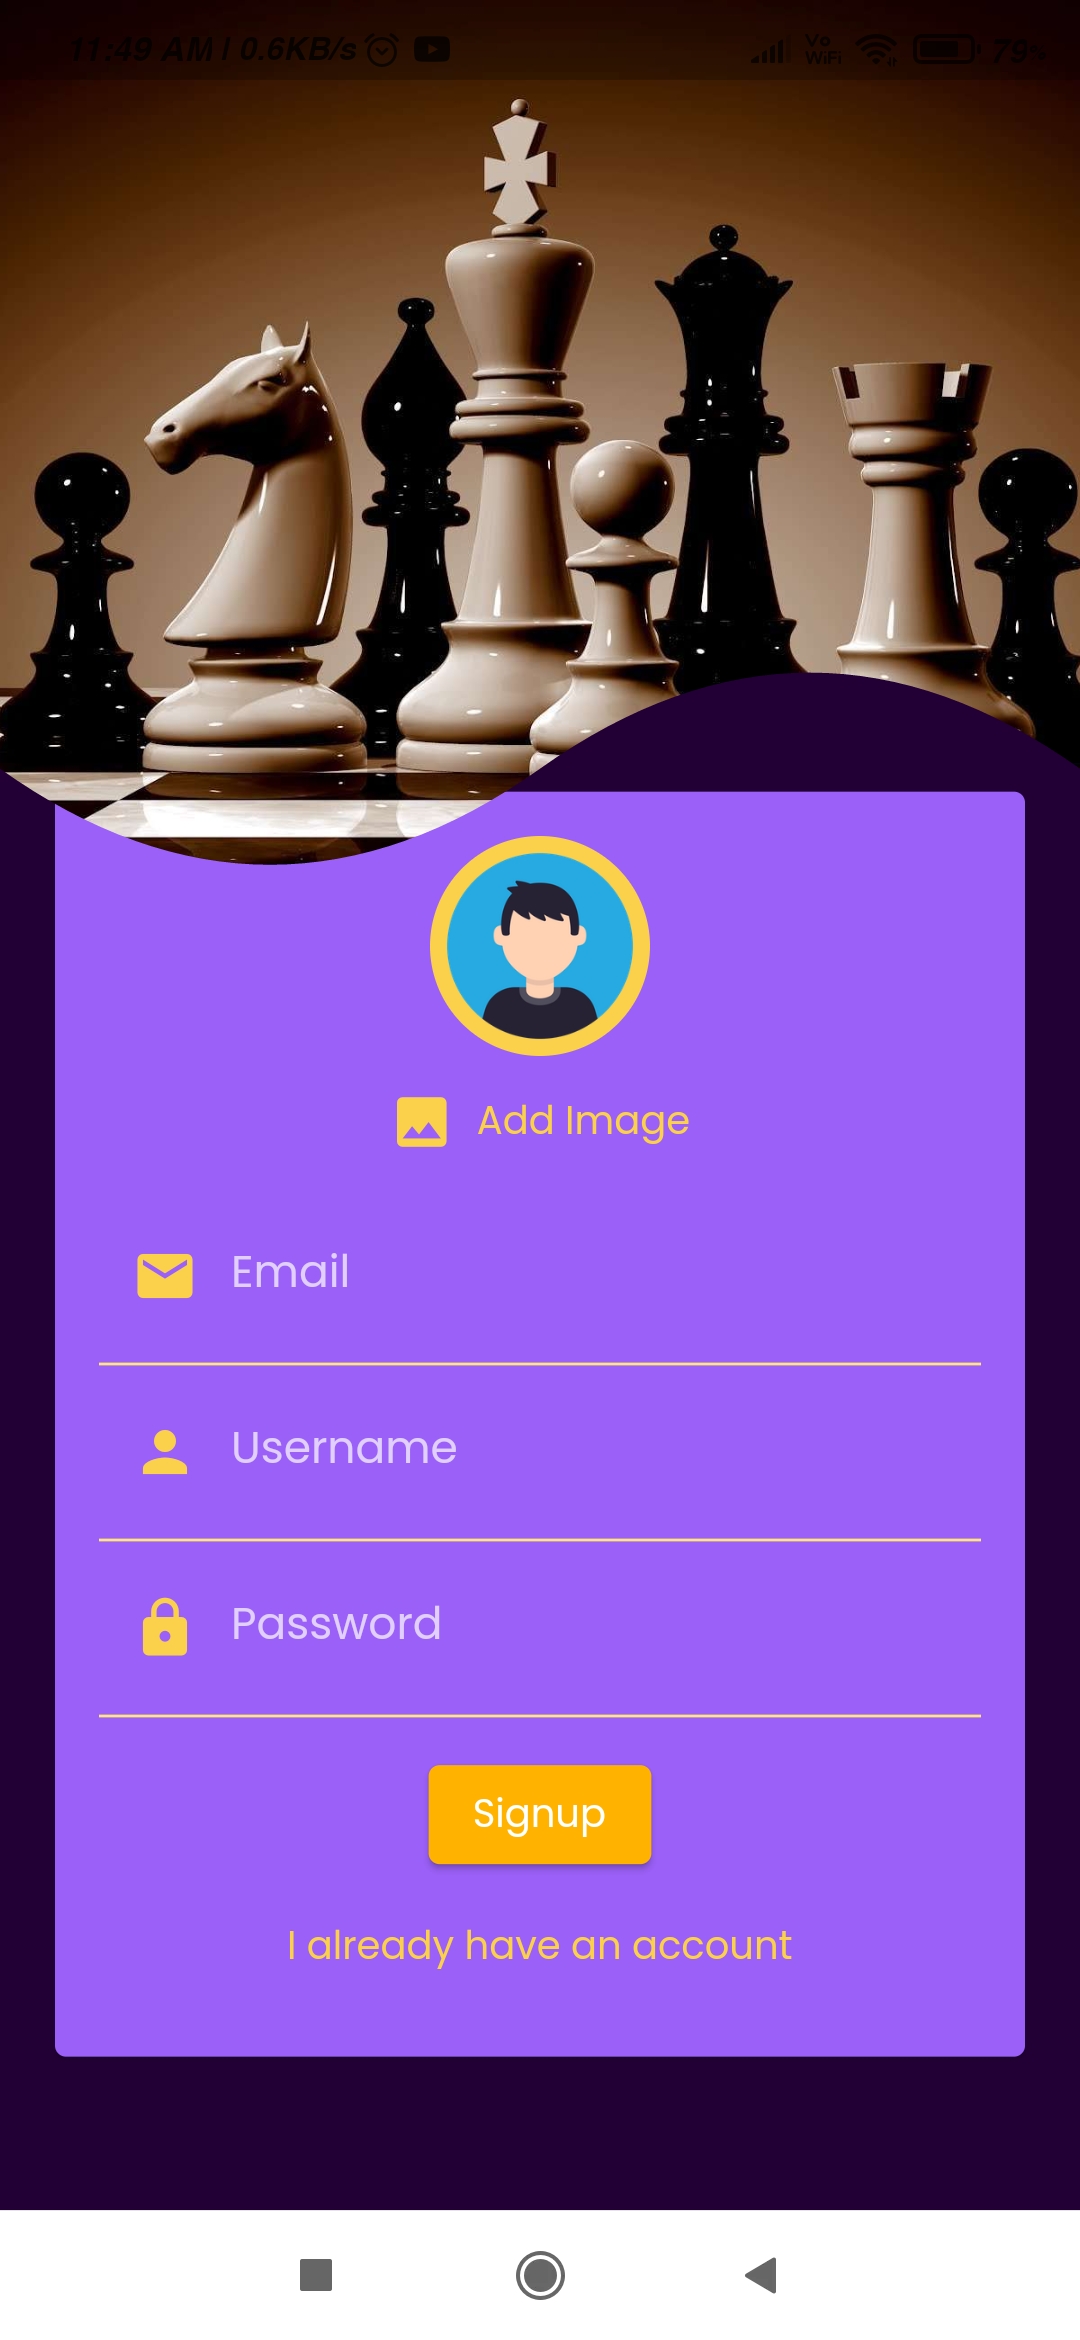 11:49 AM | 0.6KB/s Vo WiFi 79%
Add Image
Email
Username
Password
Signup
I already have an account